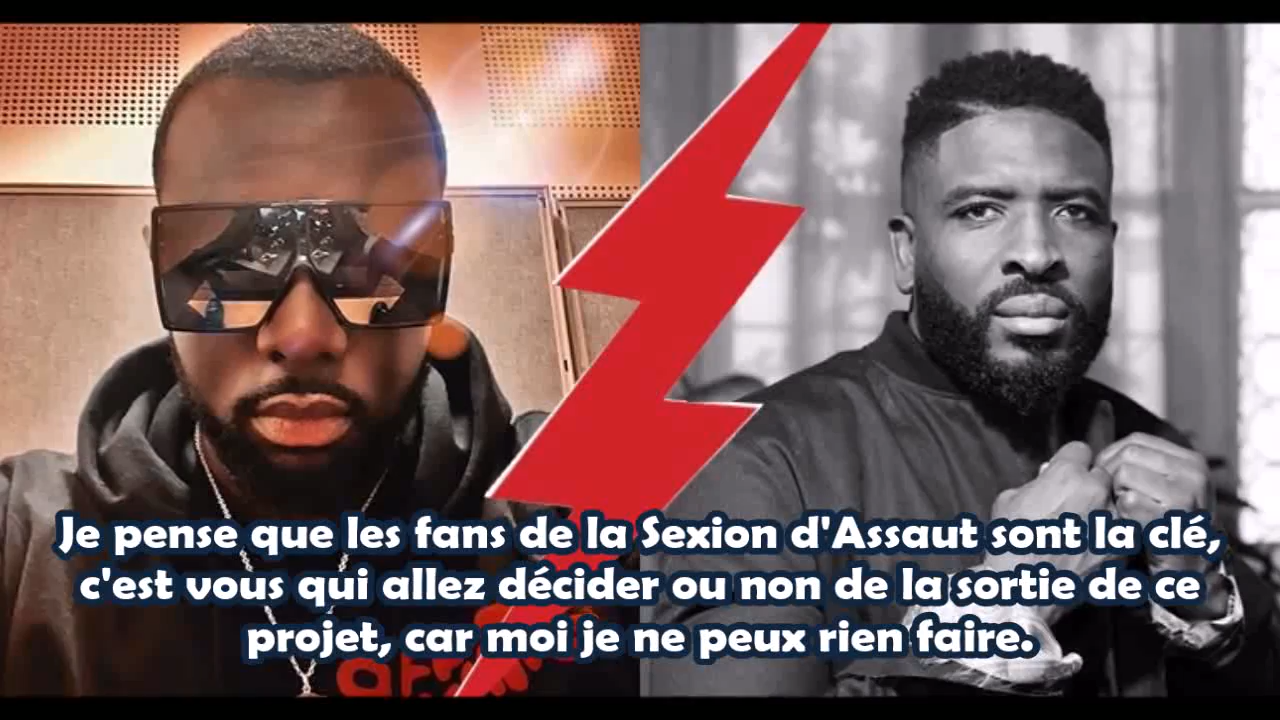 Je pense que les fans de la Sexion d'Assaut sont la clé,
c'est vous qui allez décider ou non de la sortie de ce
projet, car moi je ne peux rien faire.